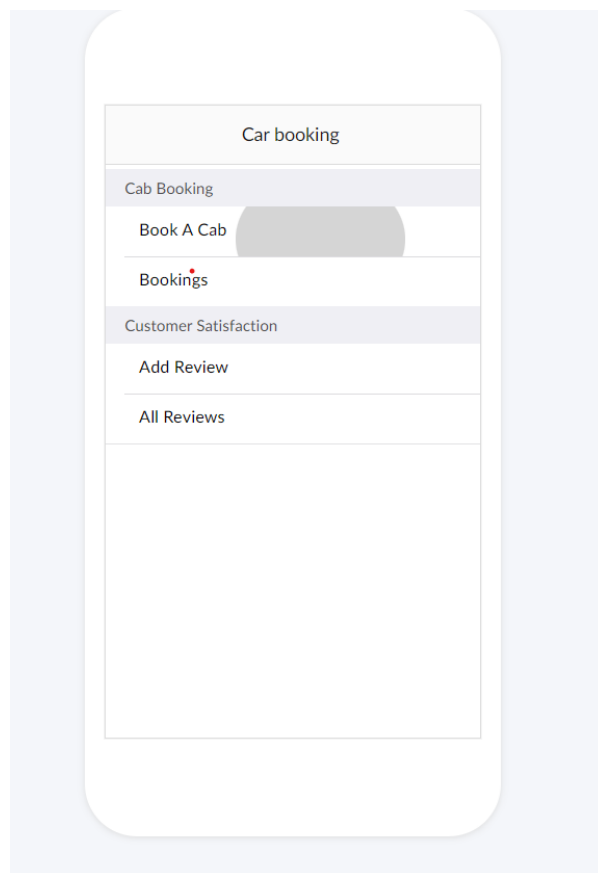 Car booking
Cab Booking
Book A Cab
Bookings
Customer Satisfaction
Add Review
All Reviews